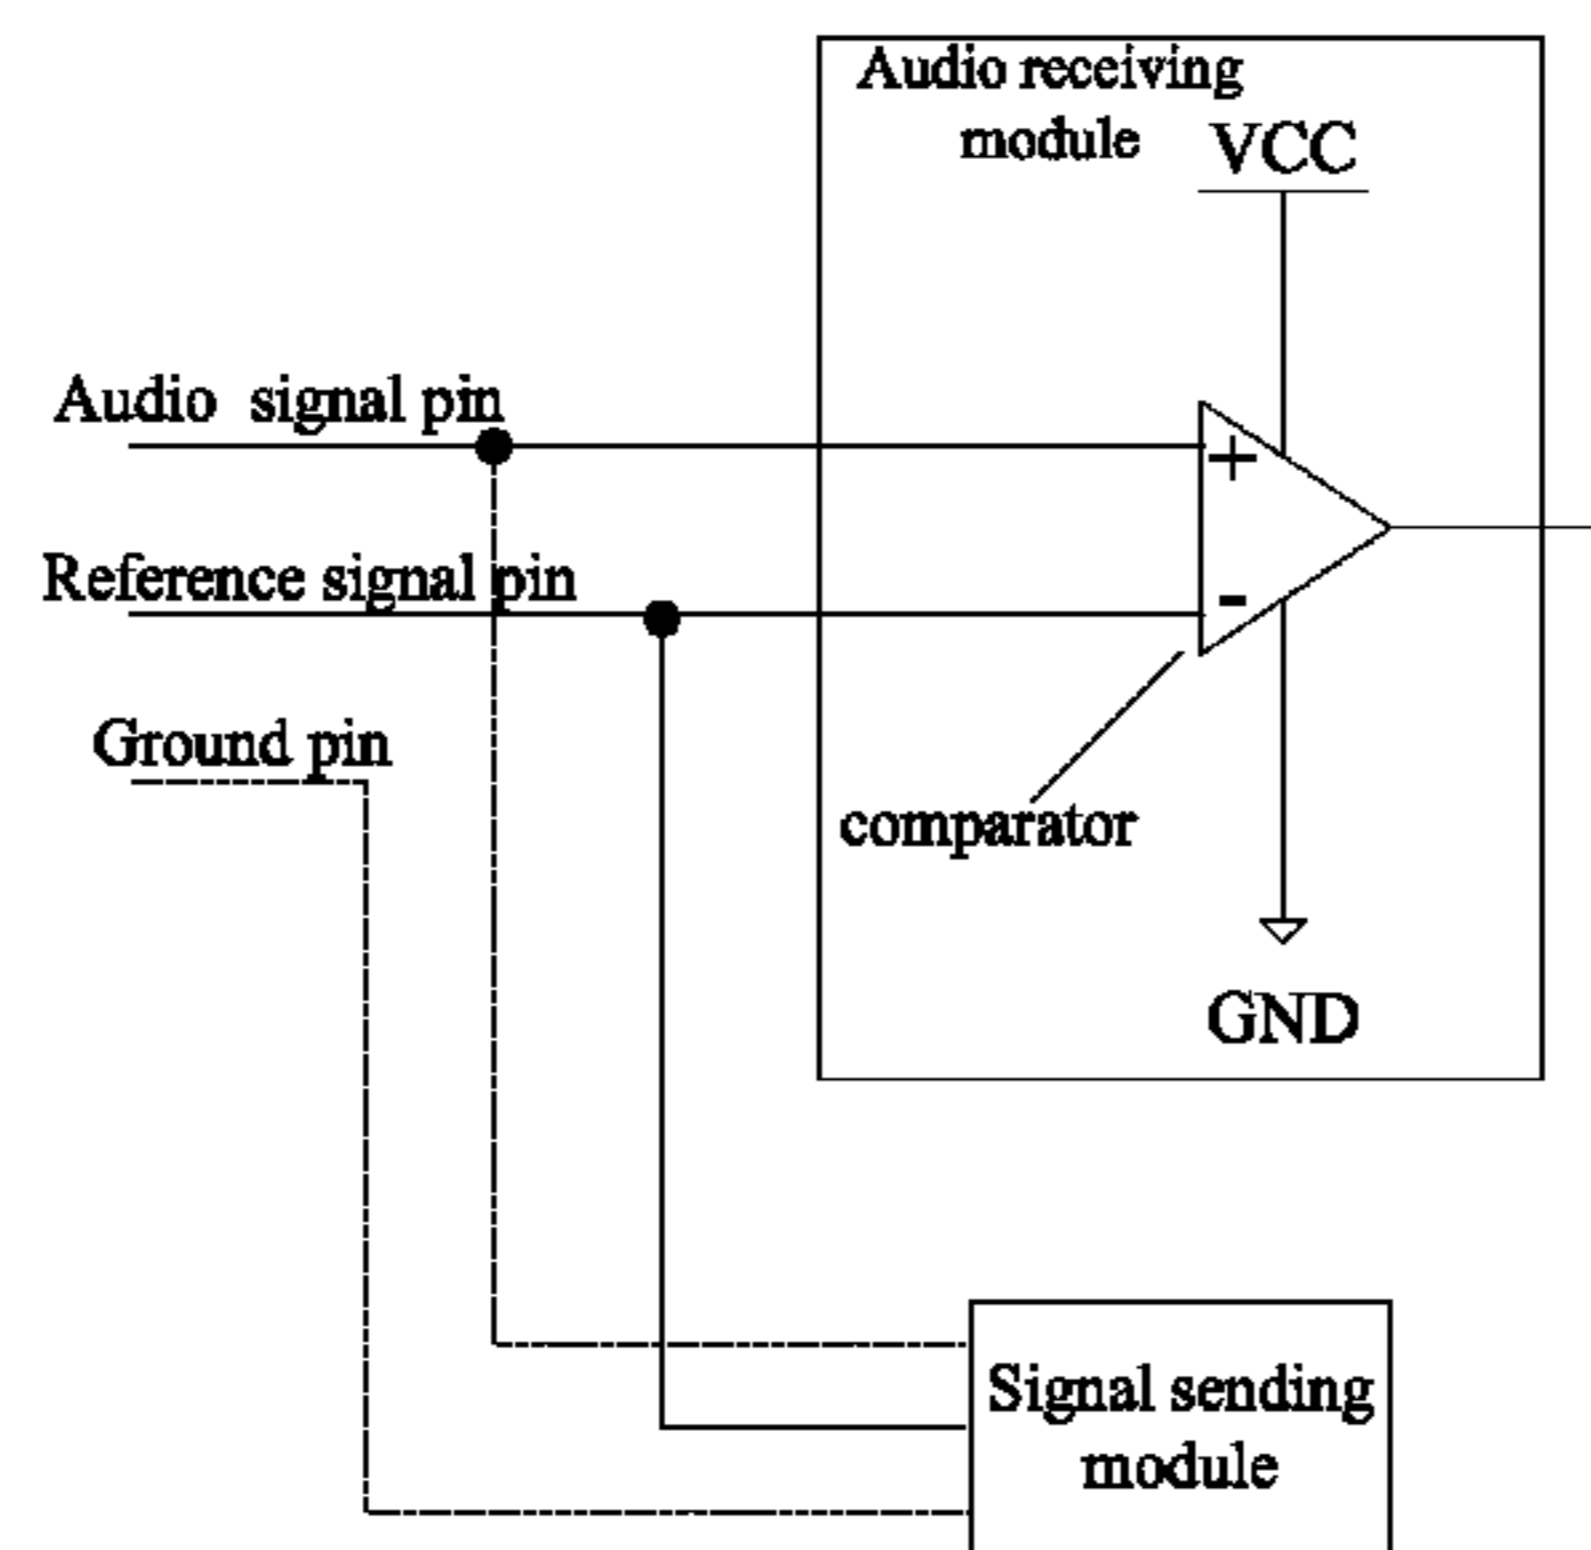 Audio receiving
module
VCC
Audio signal pin
+
Reference signal pin
-
Ground pin
comparator
GND
Signal sending
module